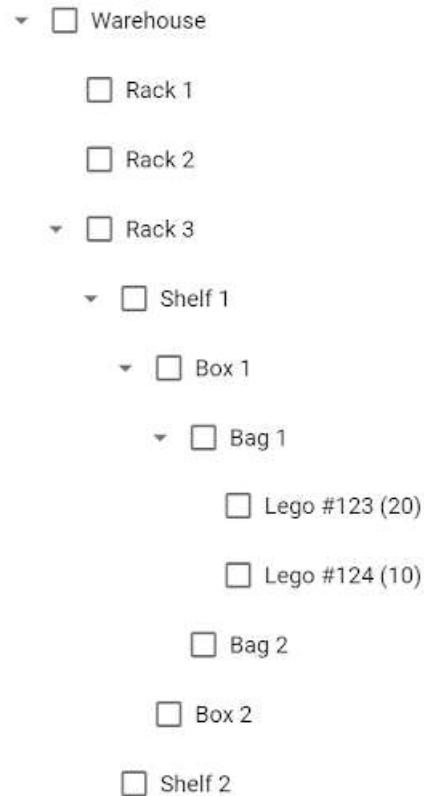 Warehouse
Rack 1
Rack 2
Rack 3
Shelf 1
Box 1
Bag 1
Lego #123 (20)
Lego #124 (10)
Bag 2
Box 2
Shelf 2